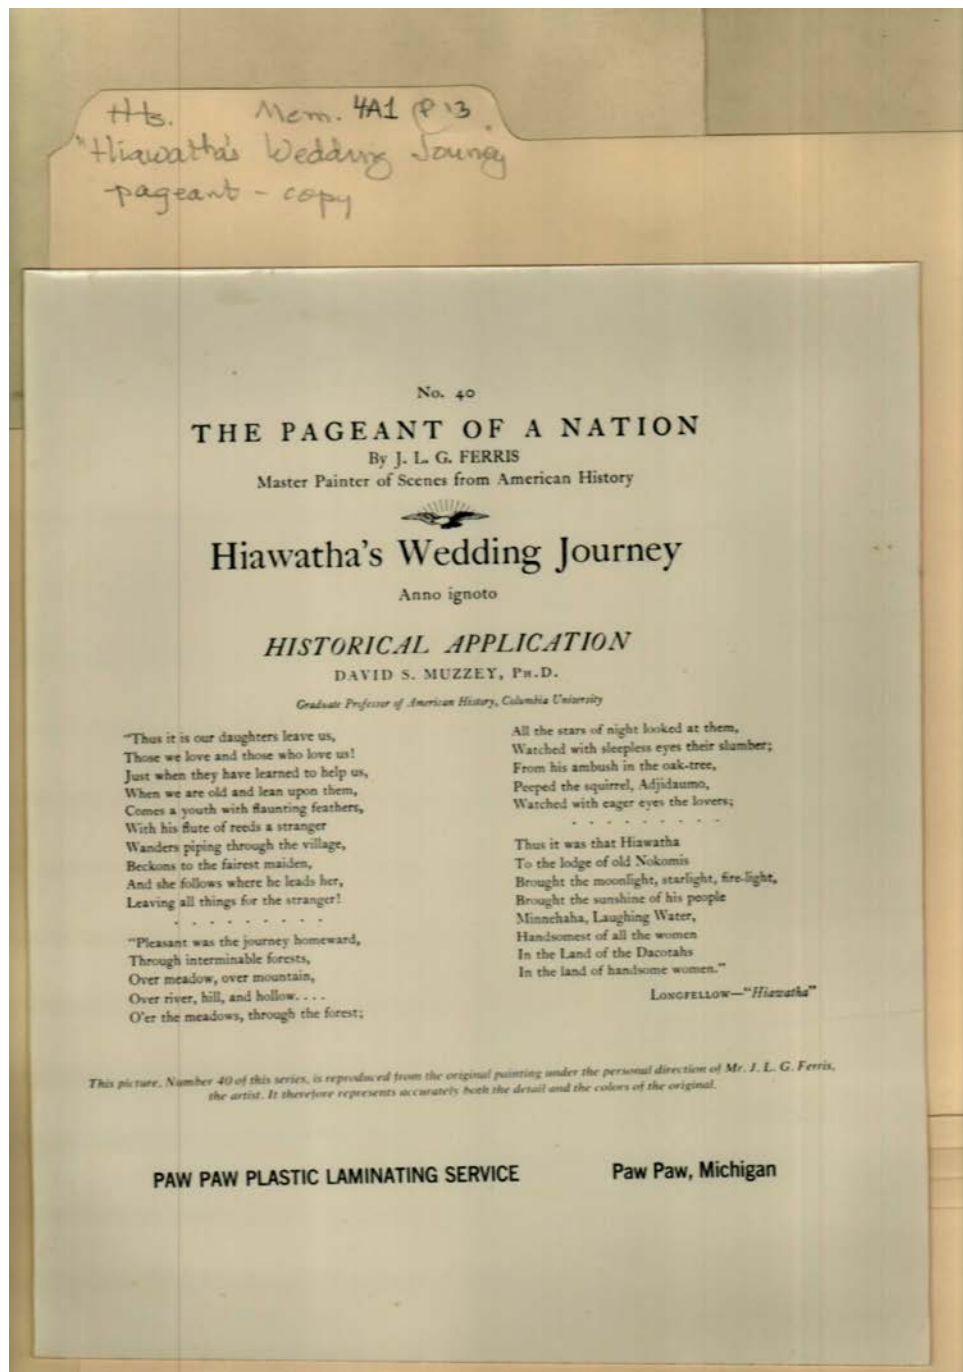 Hs. Mem. 4A1 P 13
"Hiawatha's Wedding Jouney
pageant - copy
No. 40
THE PAGEANT OF A NATION
By J. L. G. FERRIS
Master Painter of Scenes from American History
Hiawatha's Wedding Journey
Anno ignoto
HISTORICAL APPLICATION
DAVID S. MUZZEY, PH.D.
Graduate Professor of American History, Columbia University
"Thus it is our daughters leave us,
Those we love and those who love us!
Just when they have learned to help us,
When we are old and lean upon them,
Comes a youth with flaunting feathers,
With his flute of reeds a stranger
Wanders piping through the village,
Beckons to the fairest maiden,
And she follows where he leads her,
Leaving all things for the stranger!
. . . . . . . . .
"Pleasant was the journey homeward,
Through interminable forests,
Over meadow, over mountain,
Over river, hill, and hollow. . . .
O'er the meadows, through the forest;
All the stars of night looked at them,
Watched with sleepless eyes their slumber;
From his ambush in the oak-tree,
Peeped the squirrel, Adjidaumo,
Watched with eager eyes the lovers;
. . . . . . . . .
Thus it was that Hiawatha
To the lodge of old Nokomis
Brought the moonlight, starlight, fire-light,
Brought the sunshine of his people
Minnehaha, Laughing Water,
Handsomest of all the women
In the Land of the Dacotahs
In the land of handsome women."
LONGFELLOW—"Hiawatha"
This picture, Number 40 of this series, is reproduced from the original painting under the personal direction of Mr. J. L. G. Ferris,
the artist. It therefore represents accurately both the detail and the colors of the original.
PAW PAW PLASTIC LAMINATING SERVICE Paw Paw, Michigan